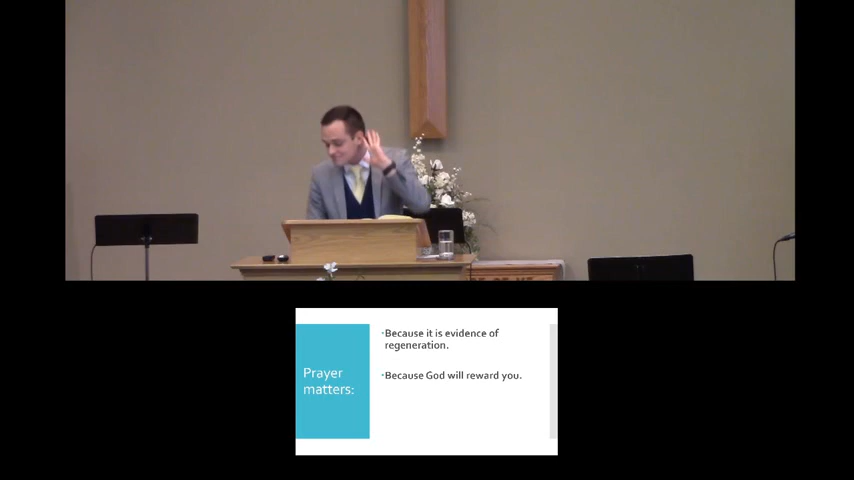 Prayer
matters:
•Because it is evidence of
regeneration.
•Because God will reward you.